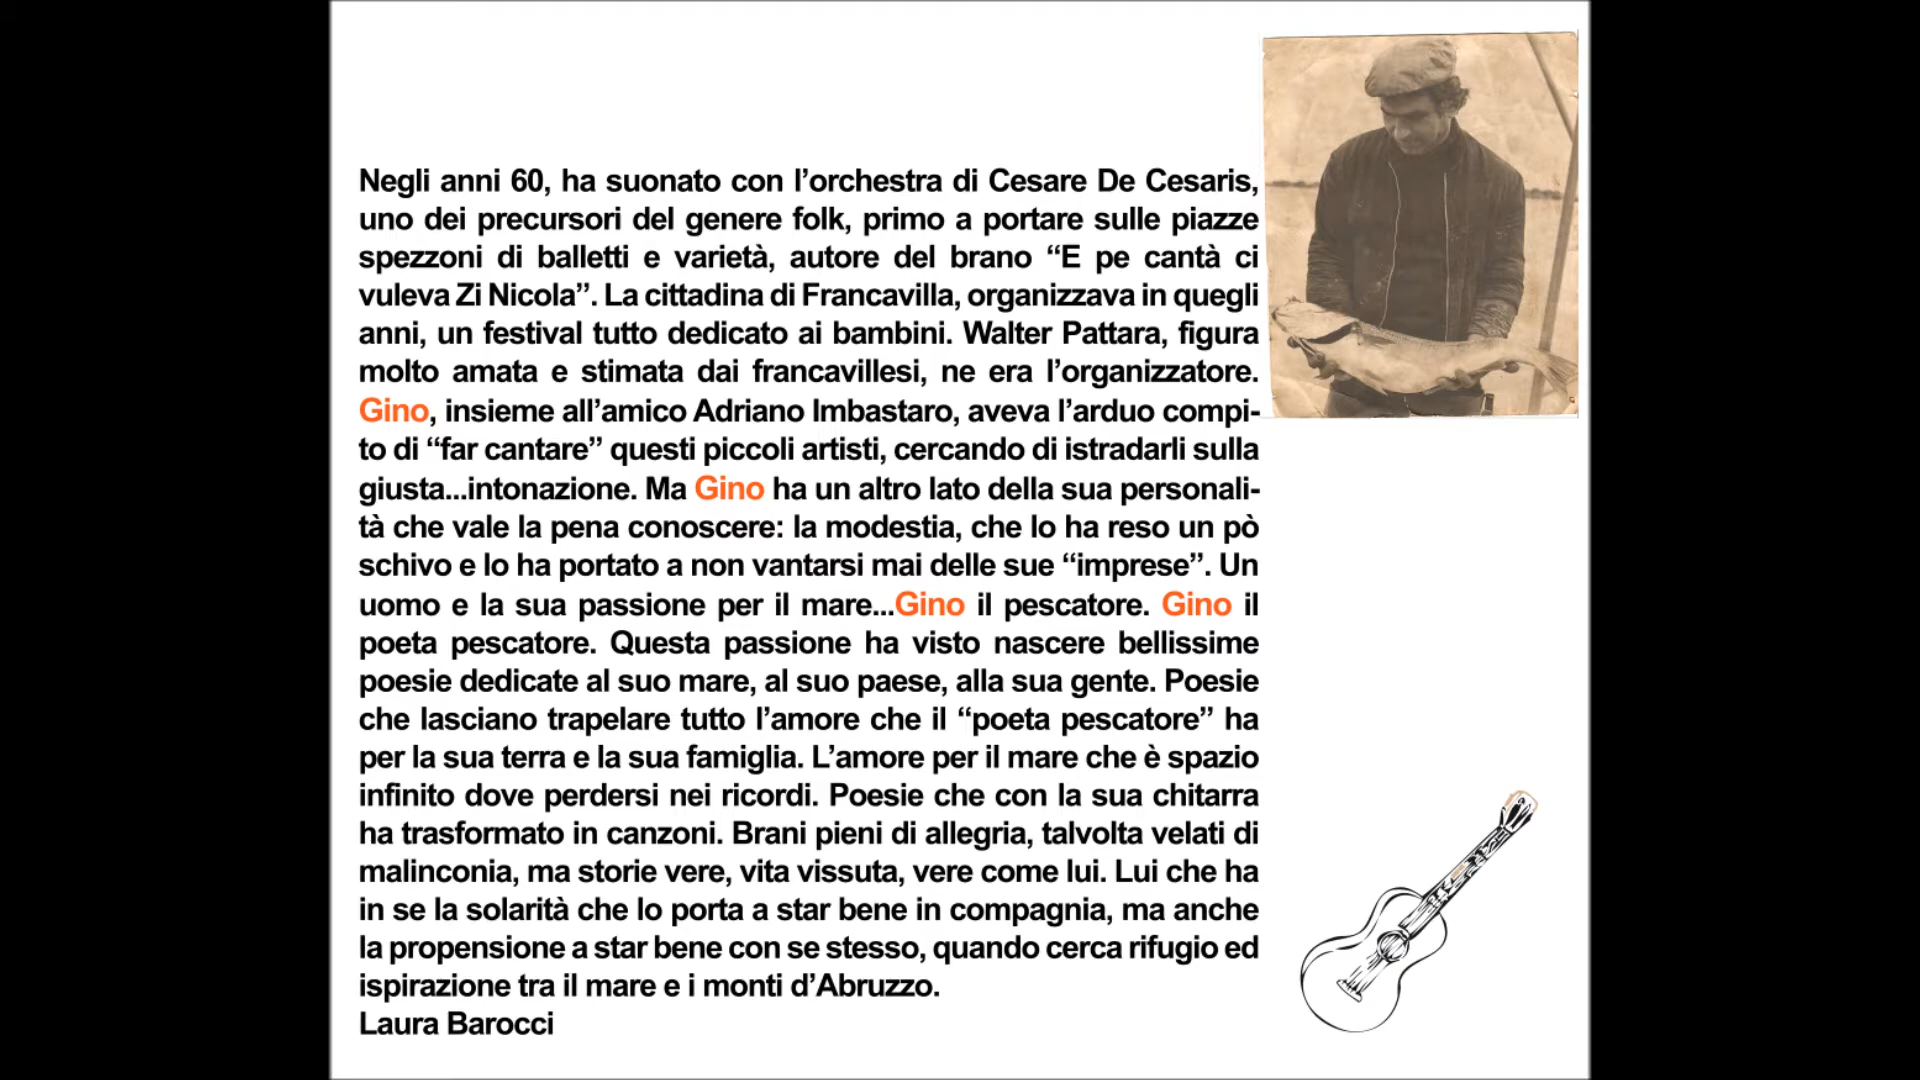 Negli anni 60, ha suonato con l’orchestra di Cesare De Cesaris,
uno dei precursori del genere folk, primo a portare sulle piazze
spezzoni di balletti e varietà, autore del brano “E pe cantà ci
vuleva Zi Nicola”. La cittadina di Francavilla, organizzava in quegli
anni, un festival tutto dedicato ai bambini. Walter Pattara, figura
molto amata e stimata dai francavillesi, ne era l’organizzatore.
Gino, insieme all’amico Adriano Imbastaro, aveva l’arduo compi-
to di “far cantare” questi piccoli artisti, cercando di istradarli sulla
giusta...intonazione. Ma Gino ha un altro lato della sua personali-
tà che vale la pena conoscere: la modestia, che lo ha reso un pò
schivo e lo ha portato a non vantarsi mai delle sue “imprese”. Un
uomo e la sua passione per il mare...Gino il pescatore. Gino il
poeta pescatore. Questa passione ha visto nascere bellissime
poesie dedicate al suo mare, al suo paese, alla sua gente. Poesie
che lasciano trapelare tutto l’amore che il “poeta pescatore” ha
per la sua terra e la sua famiglia. L’amore per il mare che è spazio
infinito dove perdersi nei ricordi. Poesie che con la sua chitarra
ha trasformato in canzoni. Brani pieni di allegria, talvolta velati di
malinconia, ma storie vere, vita vissuta, vere come lui. Lui che ha
in se la solarità che lo porta a star bene in compagnia, ma anche
la propensione a star bene con se stesso, quando cerca rifugio ed
ispirazione tra il mare e i monti d’Abruzzo.
Laura Barocci